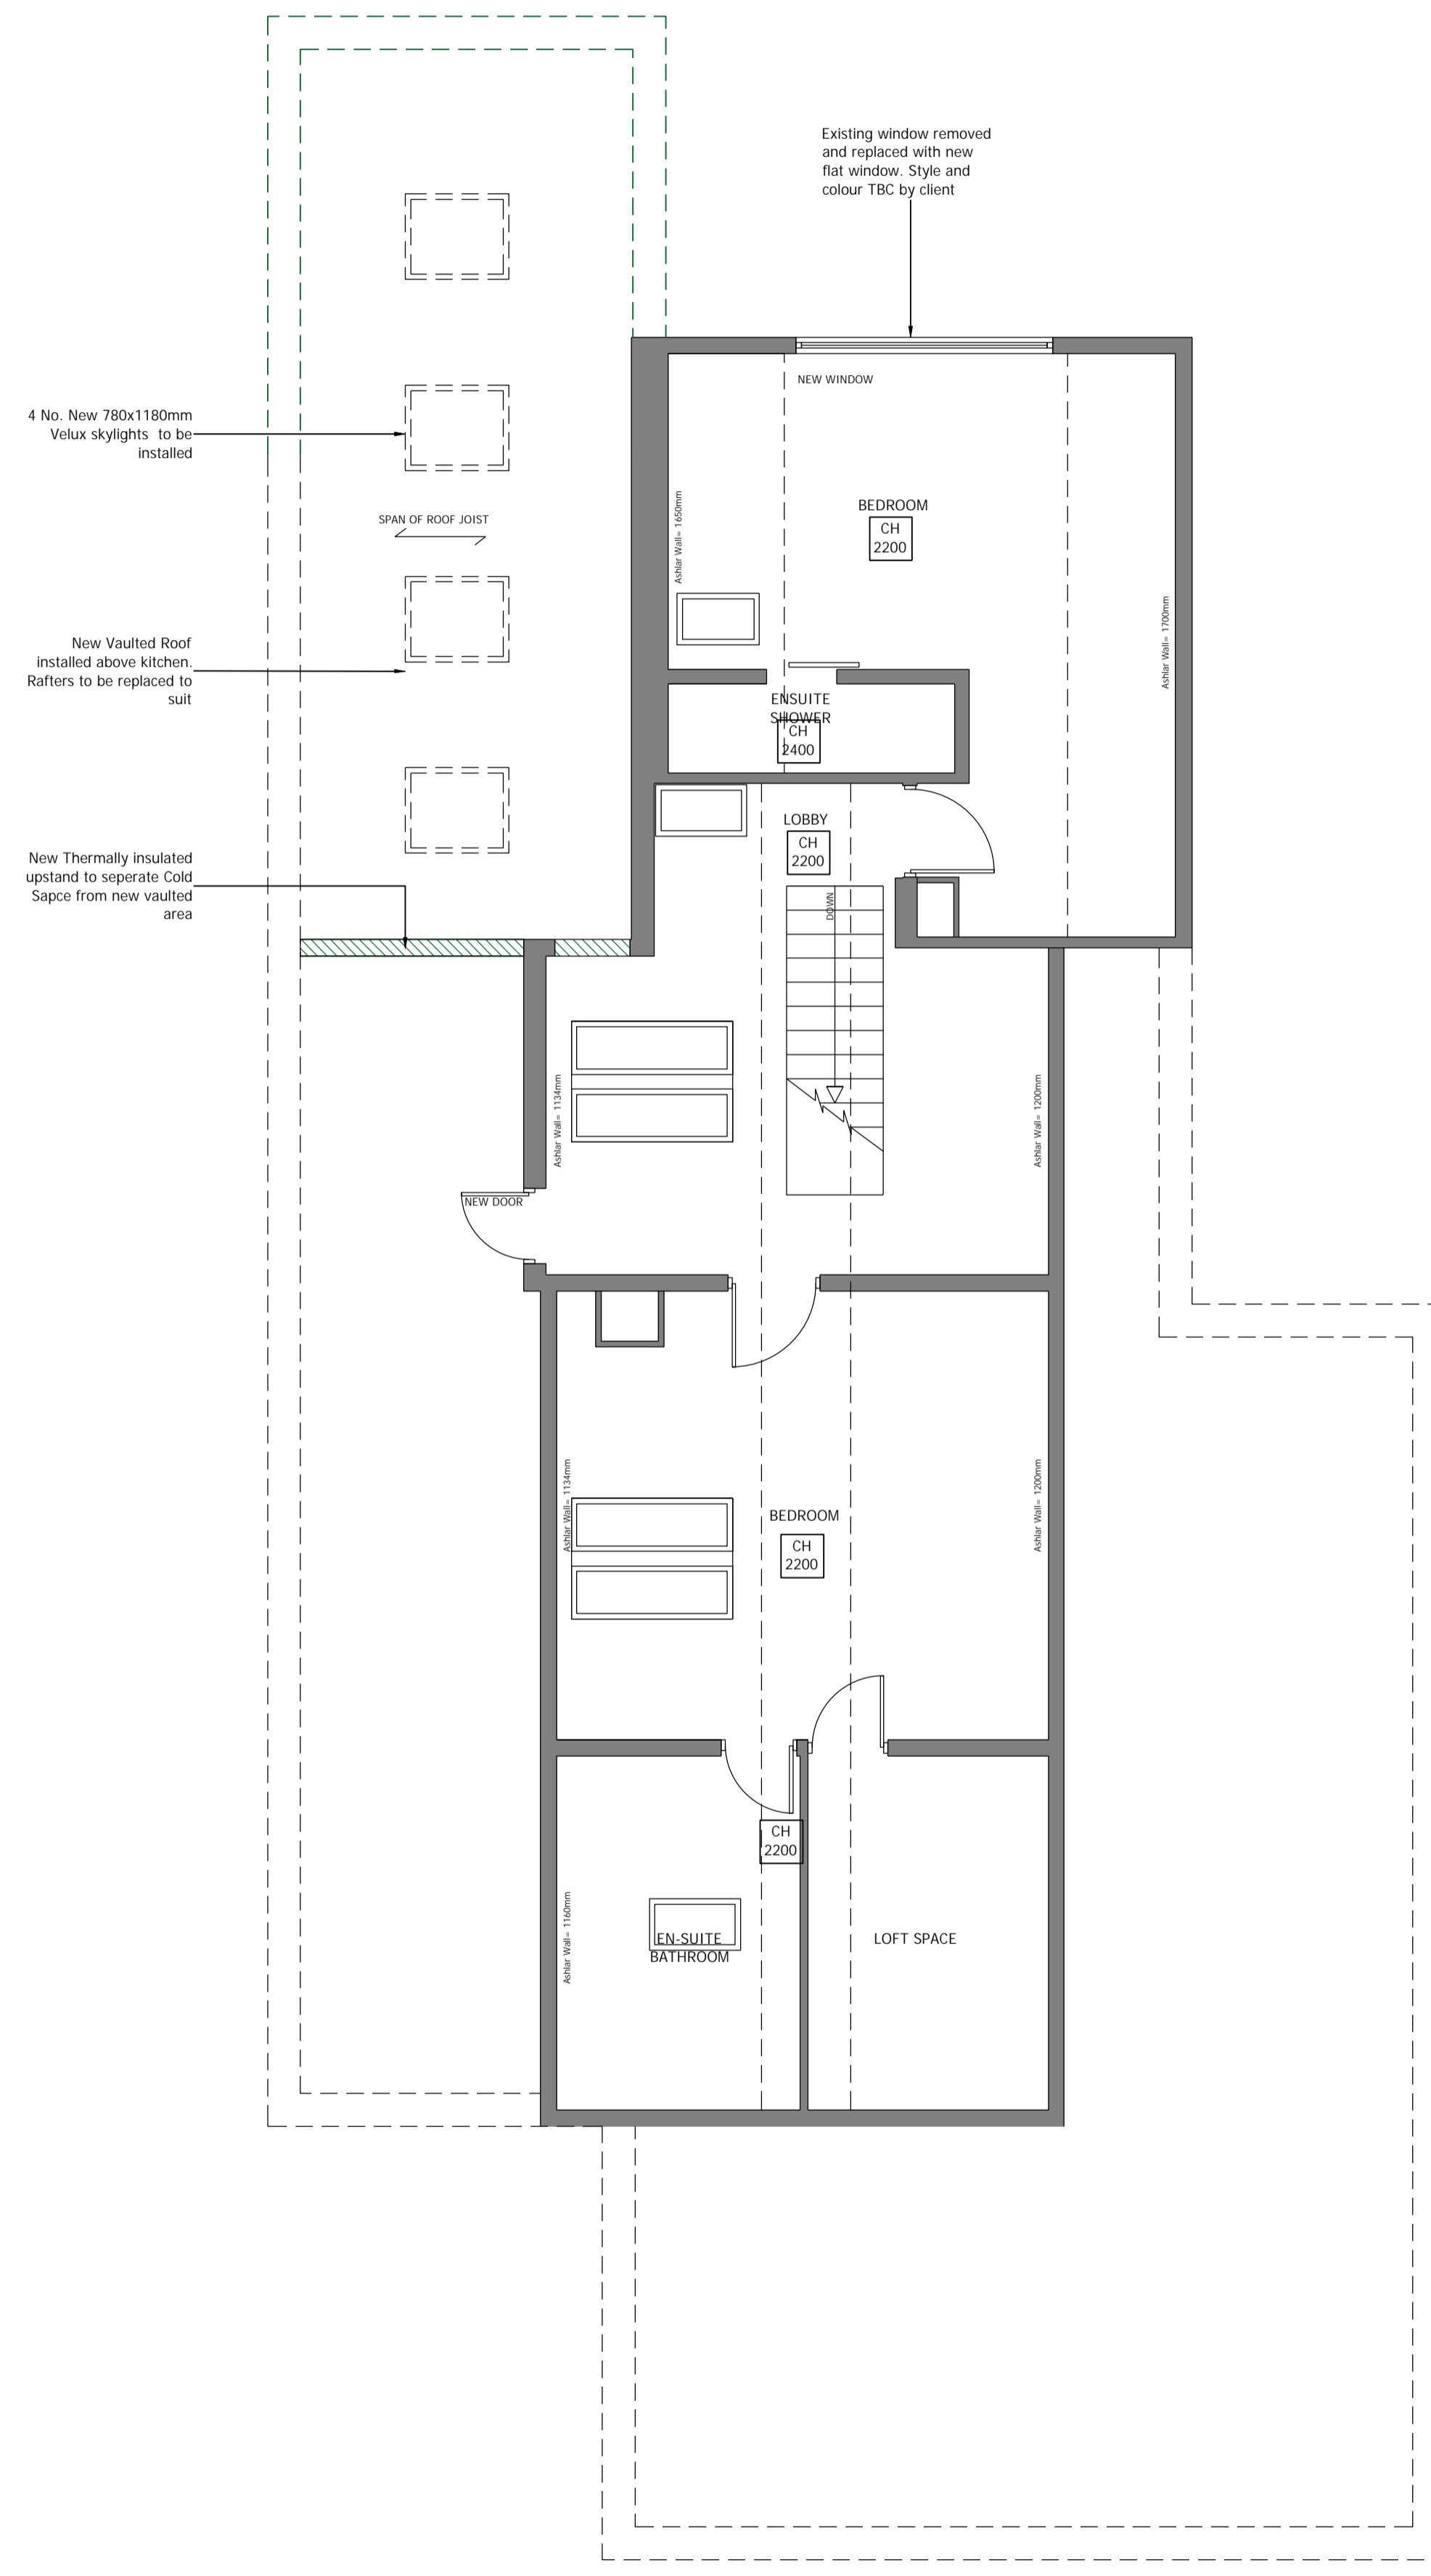 Existing window removed
and replaced with new
flat window. Style and
colour TBC by client
NEW WINDOW
4 No. New 780x1180mm
Velux skylights to be
installed
SPAN OF ROOF JOIST
Ashlar Wall= 1650mm
BEDROOM
CH
2200
Ashlar Wall= 1700mm
New Vaulted Roof
installed above kitchen.
Rafters to be replaced to
suit
ENSUITE
SHOWER
CH
2400
LOBBY
CH
2200
New Thermally insulated
upstand to seperate Cold
Sapce from new vaulted
area
DOWN
Ashlar Wall= 1134mm
Ashlar Wall= 1200mm
NEW DOOR
Ashlar Wall= 1134mm
BEDROOM
CH
2200
Ashlar Wall= 1200mm
CH
2200
Ashlar Wall= 1160mm
EN-SUITE
BATHROOM
LOFT SPACE